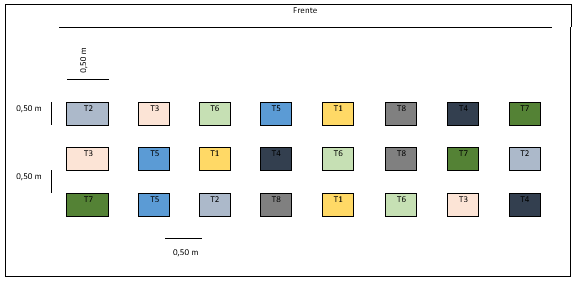 Frente
0,50 m
0,50 m T2 T3 T6 T5 T1 T8 T4 T7
T3 T5 T1 T4 T6 T8 T7 T2
0,50 m
T7 T5 T2 T8 T1 T6 T3 T4
0,50 m